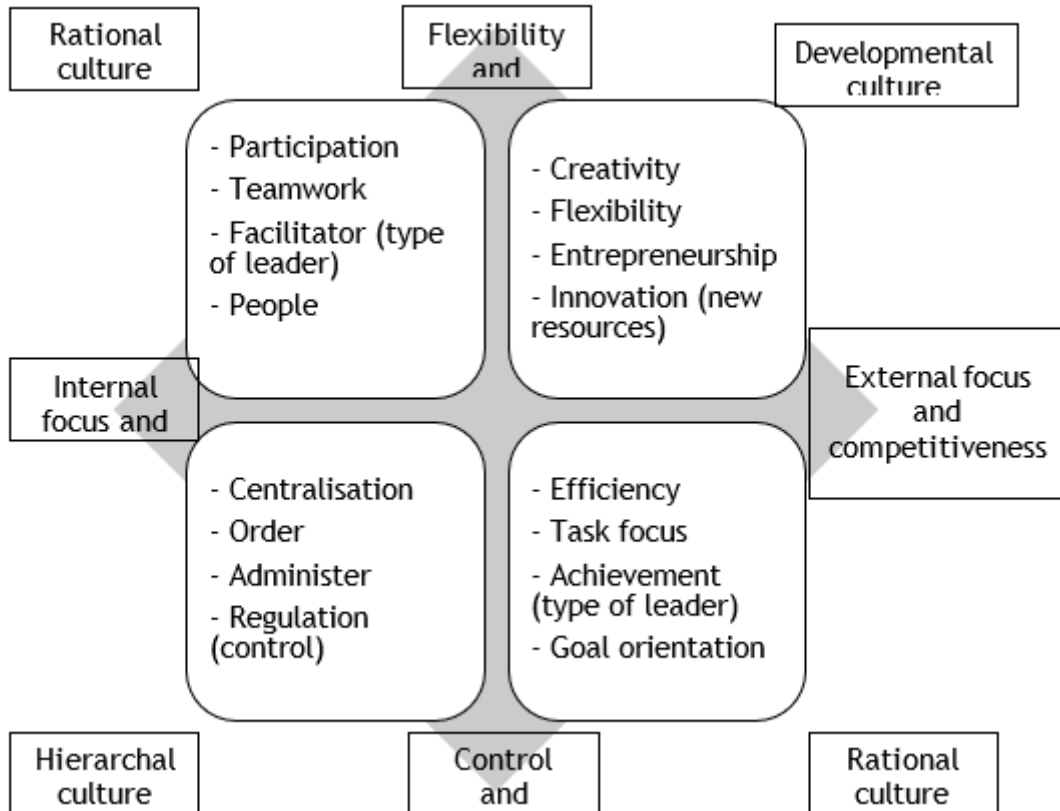 Rational
culture
Flexibility
and
Developmental
culture
- Participation
- Teamwork
- Facilitator (type
of leader)
- People
- Creativity
- Flexibility
- Entrepreneurship
- Innovation (new
resources)
Internal
focus and
External focus
and
competitiveness
- Centralisation
- Order
- Administer
- Regulation
(control)
- Efficiency
- Task focus
- Achievement
(type of leader)
- Goal orientation
Hierarchal
culture
Control
and
Rational
culture